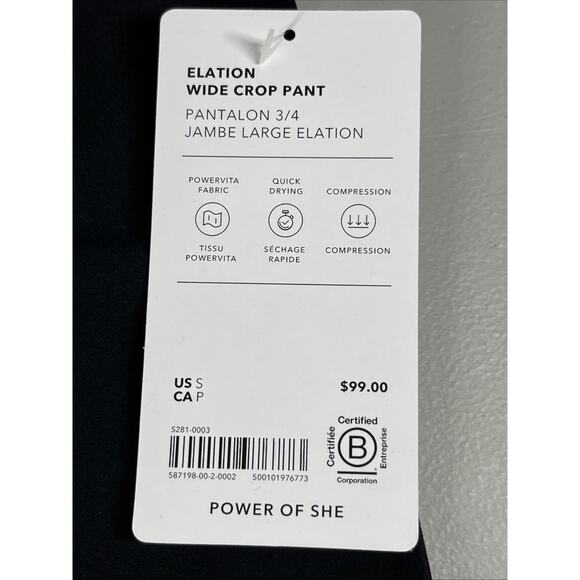 ELATION
WIDE CROP PANT
PANTALON 3/4
JAMBE LARGE ELATION
POWERVITA
FABRIC
QUICK
DRYING
COMPRESSION
TISSU
POWERVITA
SÉCHAGE
RAPIDE
COMPRESSION
US S
CA P
$99.00
S281-0003
587198-00-2-0002 500101976773
Certified
Certifiée
B
Entreprise
Corporation
POWER OF SHE